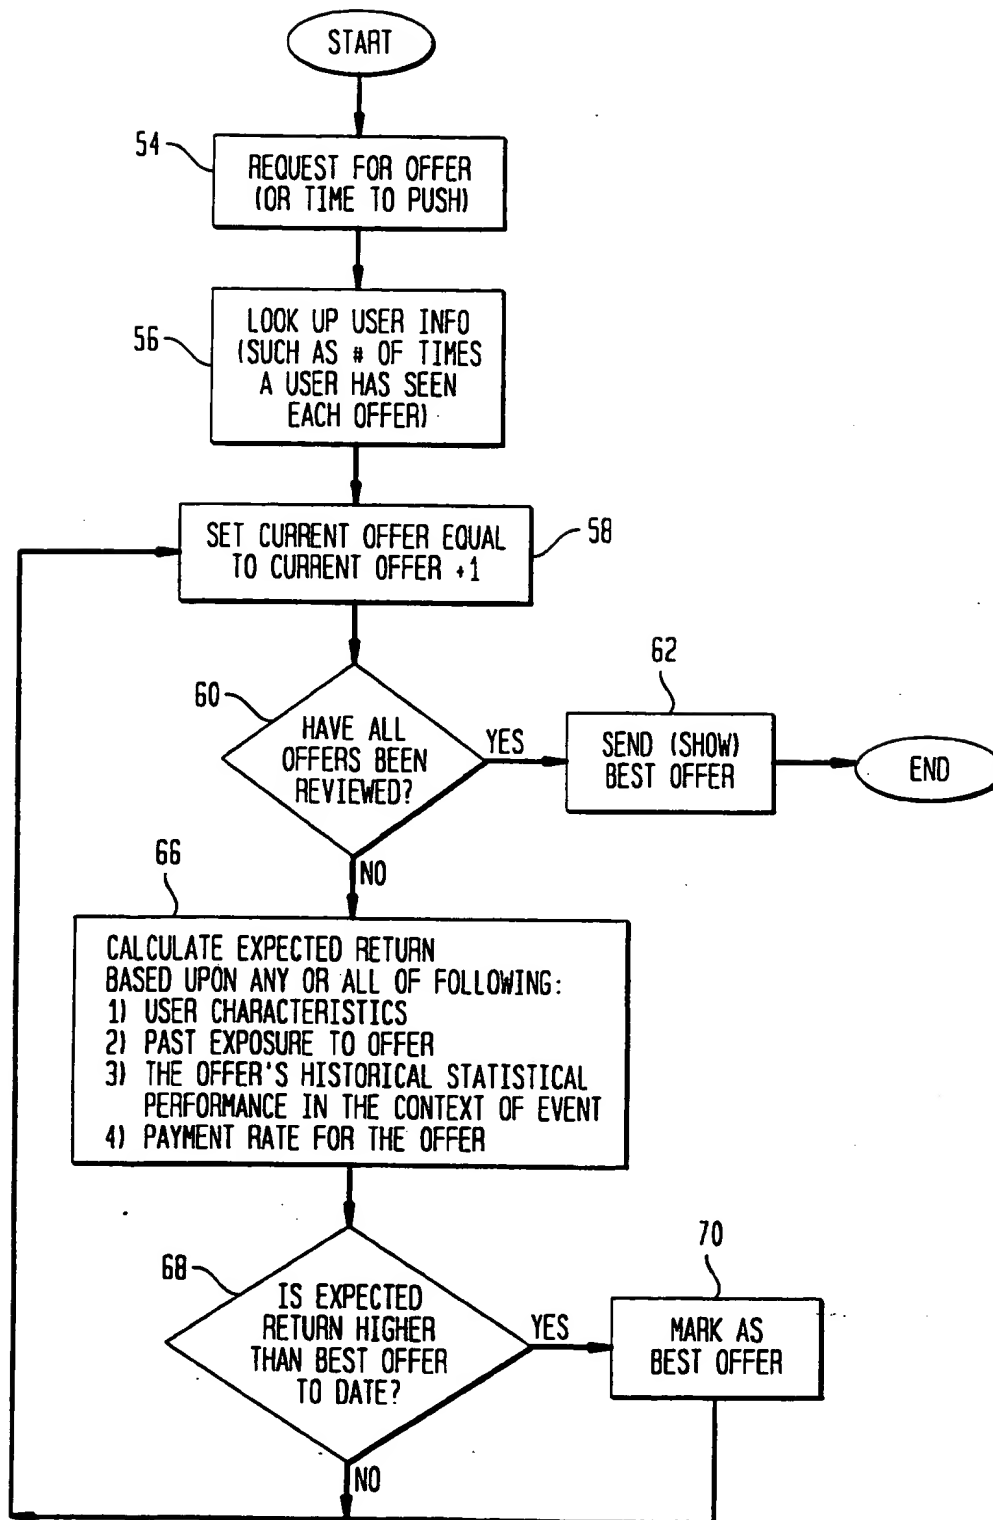 START
54
REQUEST FOR OFFER
(OR TIME TO PUSH)
56
LOOK UP USER INFO
(SUCH AS # OF TIMES
A USER HAS SEEN
EACH OFFER)
SET CURRENT OFFER EQUAL
TO CURRENT OFFER +1
58
60
HAVE ALL
OFFERS BEEN
REVIEWED?
YES
62
SEND (SHOW)
BEST OFFER
END
NO
66
CALCULATE EXPECTED RETURN
BASED UPON ANY OR ALL OF FOLLOWING:
1) USER CHARACTERISTICS
2) PAST EXPOSURE TO OFFER
3) THE OFFER'S HISTORICAL STATISTICAL
PERFORMANCE IN THE CONTEXT OF EVENT
4) PAYMENT RATE FOR THE OFFER
68
IS EXPECTED
RETURN HIGHER
THAN BEST OFFER
TO DATE?
YES
70
MARK AS
BEST OFFER
NO